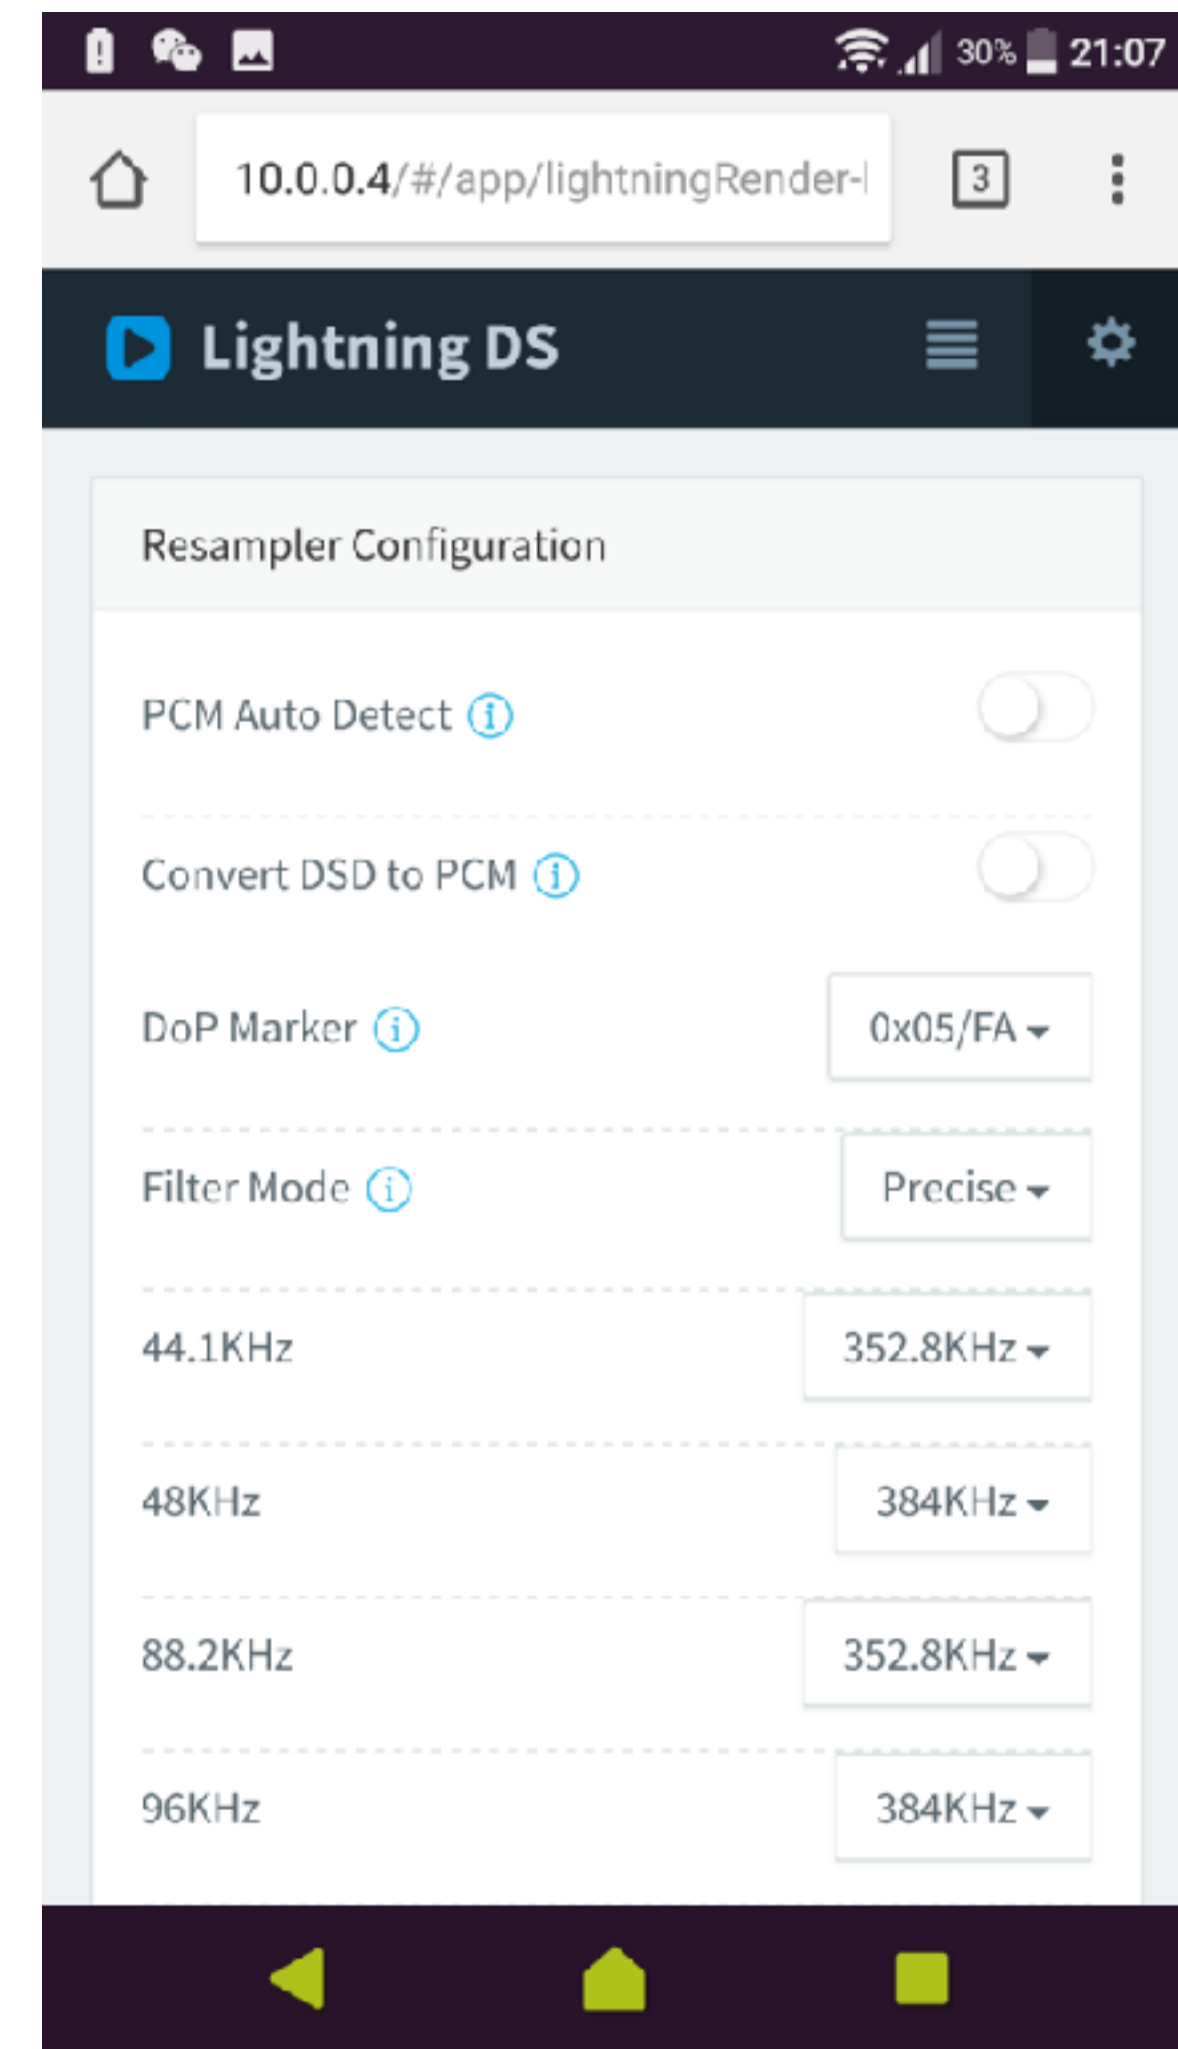 30% 21:07
10.0.0.4/#/app/lightningRender- 3
Lightning DS
Resampler Configuration
PCM Auto Detect
Convert DSD to PCM
DoP Marker 0x05/FA
Filter Mode Precise
44.1KHz 352.8KHz
48KHz 384KHz
88.2KHz 352.8KHz
96KHz 384KHz